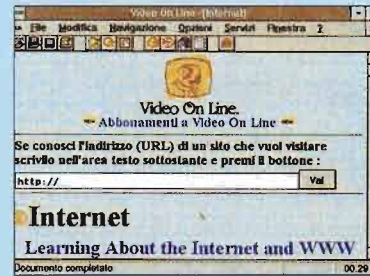 Video On Line-[Internet]
File Modifica Navigazione Opzioni Servizi Finestra ?
Video On Line.
Abbonamenti a Video On Line
Se conosci l'indirizzo (URL) di un sito che vuoi visitare
scrivilo nell'area testo sottostante e premi il bottone :
http:// Vai
Internet
Learning About the Internet and WWW
Documento completato 00.29